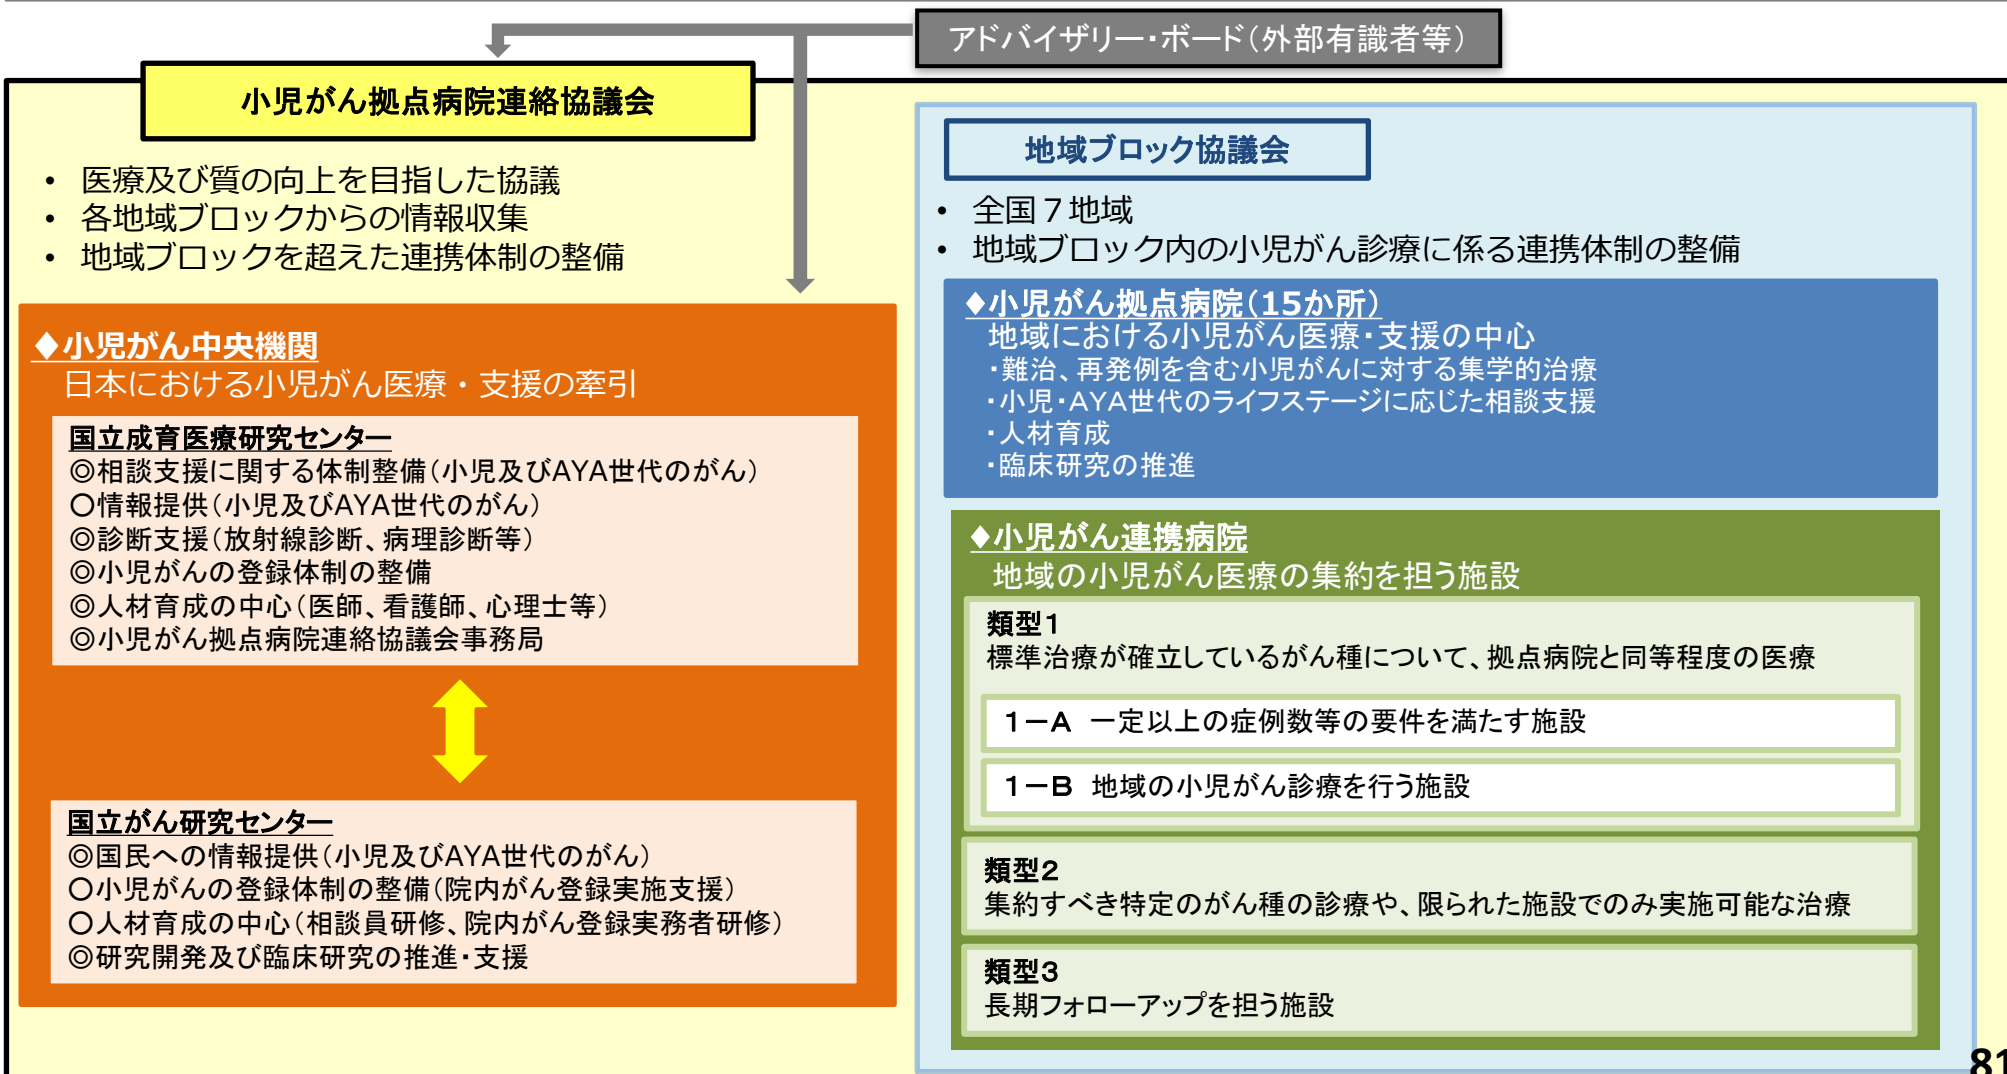 アドバイザリー・ボード（外部有識者等）
小児がん拠点病院連絡協議会
• 医療及び質の向上を目指した協議
• 各地域ブロックからの情報収集
• 地域ブロックを超えた連携体制の整備
◆小児がん中央機関
日本における小児がん医療・支援の牽引
国立成育医療研究センター
◎相談支援に関する体制整備（小児及びAYA世代のがん）
〇情報提供（小児及びAYA世代のがん）
◎診断支援（放射線診断、病理診断等）
◎小児がんの登録体制の整備
◎人材育成の中心（医師、看護師、心理士等）
◎小児がん拠点病院連絡協議会事務局
国立がん研究センター
◎国民への情報提供（小児及びAYA世代のがん）
〇小児がんの登録体制の整備（院内がん登録実施支援）
〇人材育成の中心（相談員研修、院内がん登録実務者研修）
◎研究開発及び臨床研究の推進・支援
地域ブロック協議会
• 全国７地域
• 地域ブロック内の小児がん診療に係る連携体制の整備
◆小児がん拠点病院（15か所）
地域における小児がん医療・支援の中心
・難治、再発例を含む小児がんに対する集学的治療
・小児・AYA世代のライフステージに応じた相談支援
・人材育成
・臨床研究の推進
◆小児がん連携病院
地域の小児がん医療の集約を担う施設
類型１
標準治療が確立しているがん種について、拠点病院と同等程度の医療
１－A 一定以上の症例数等の要件を満たす施設
１－B 地域の小児がん診療を行う施設
類型２
集約すべき特定のがん種の診療や、限られた施設でのみ実施可能な治療
類型３
長期フォローアップを担う施設
81